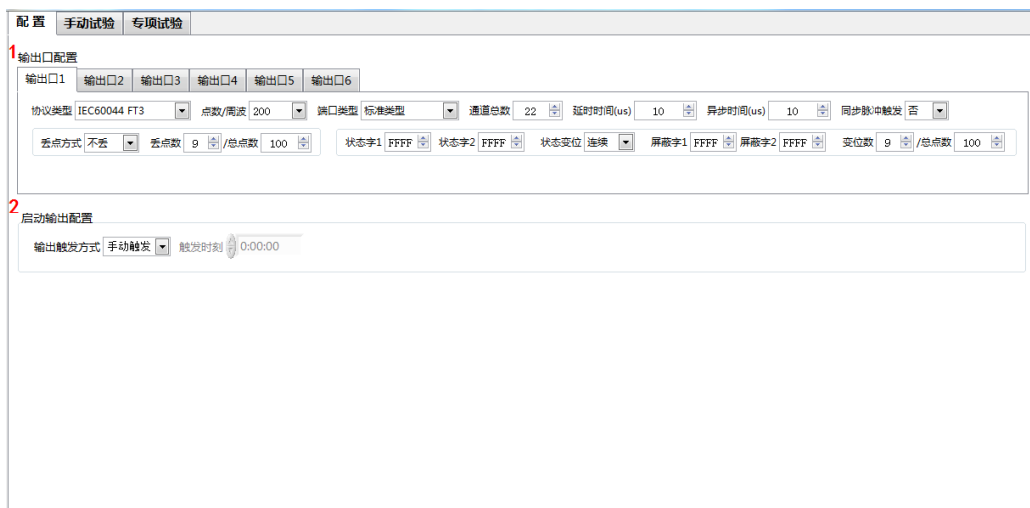 配置 手动试验 专项试验
1 输出口配置
输出口1 输出口2 输出口3 输出口4 输出口5 输出口6
协议类型 IEC60044 FT3 点数/周波 200 端口类型 标准类型 通道总数 22 延时时间(us) 10 异步时间(us) 10 同步脉冲触发 否
丢点方式 不丢 丢点数 9 /总点数 100 状态字1 FFFF 状态字2 FFFF 状态变位 连续 屏蔽字1 FFFF 屏蔽字2 FFFF 变位数 9 /总点数 100
2 启动输出配置
输出触发方式 手动触发 触发时刻 0:00:00